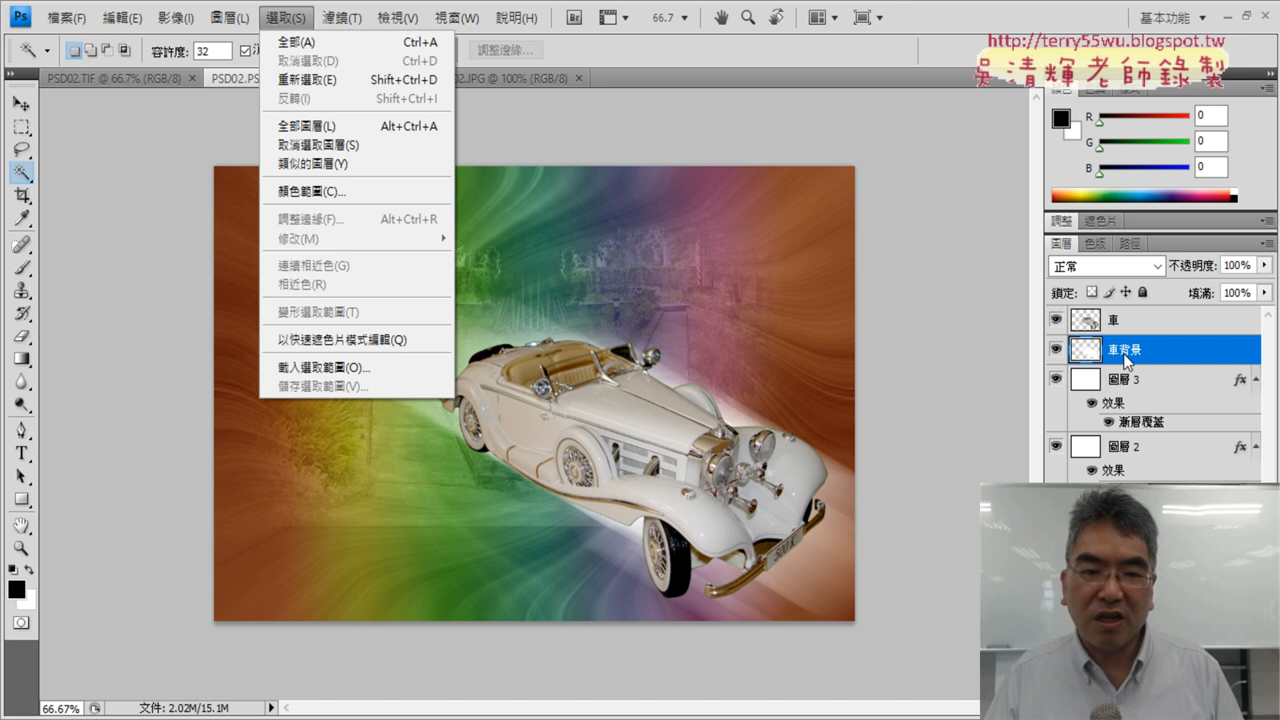 Ps 檔案(F) 編輯(E) 影像(I) 圖層(L) 選取(S) 濾鏡(T) 檢視(V) 視窗(W) 說明(H) Br 66.7 基本功能
容許度: 32 調整邊緣...
http://terry55wu.blogspot.tw
吳清輝老師錄製
PSD02.TIF @ 66.7% (RGB/8) PSD02.PS 02.JPG @ 100% (RGB/8)
全部(A) Ctrl+A
取消選取(D) Ctrl+D
重新選取(E) Shift+Ctrl+D
反轉(I) Shift+Ctrl+I
全部圖層(L) Alt+Ctrl+A
取消選取圖層(S)
類似的圖層(Y)
顏色範圍(C)...
調整邊緣(F)... Alt+Ctrl+R
修改(M)
連續相近色(G)
相近色(R)
變形選取範圍(T)
以快速遮色片模式編輯(Q)
載入選取範圍(O)...
儲存選取範圍(V)...
R 0
G 0
B 0
調整 遮色片
圖層 色版 路徑
正常 不透明度: 100%
鎖定: 填滿: 100%
車
車背景
圖層 3 fx
效果
漸層覆蓋
圖層 2 fx
效果
66.67% 文件: 2.02M/15.1M